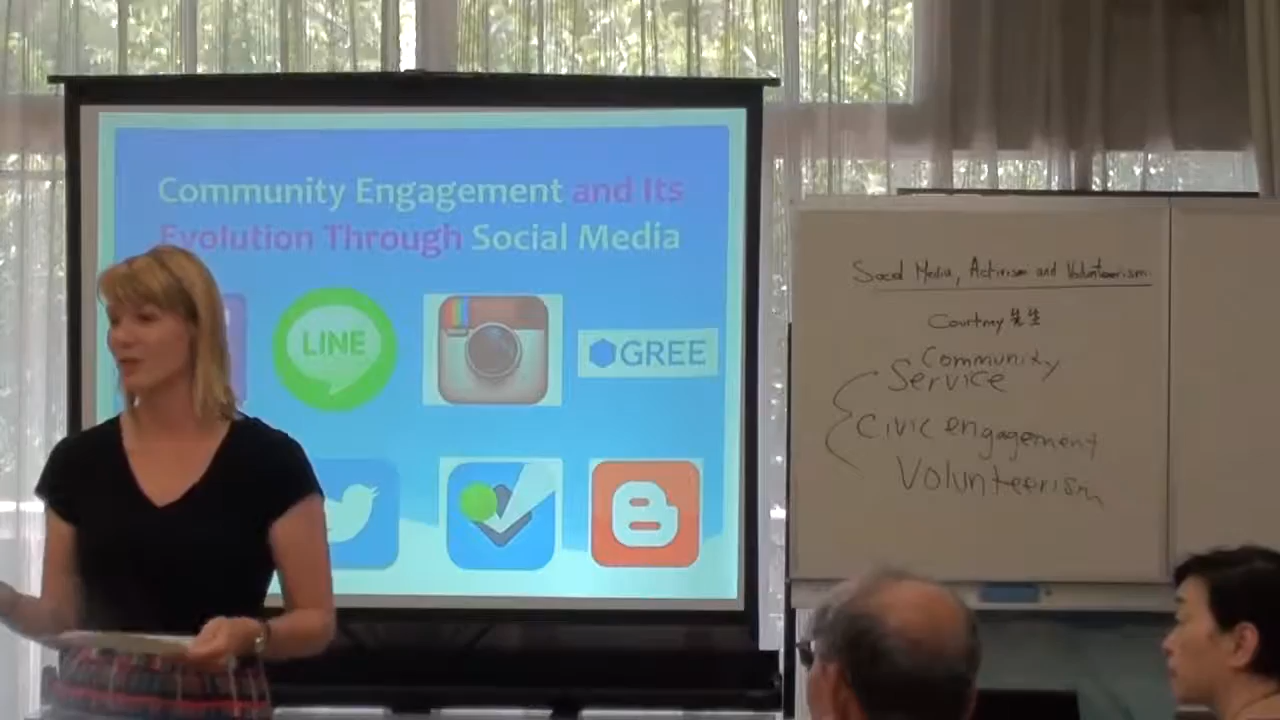 Community Engagement and Its
Evolution Through Social Media
LINE
GREE
Social Media, Activism and Volunteerism
Courtney 先生
Community
Service
Civic engagement
Volunteerism